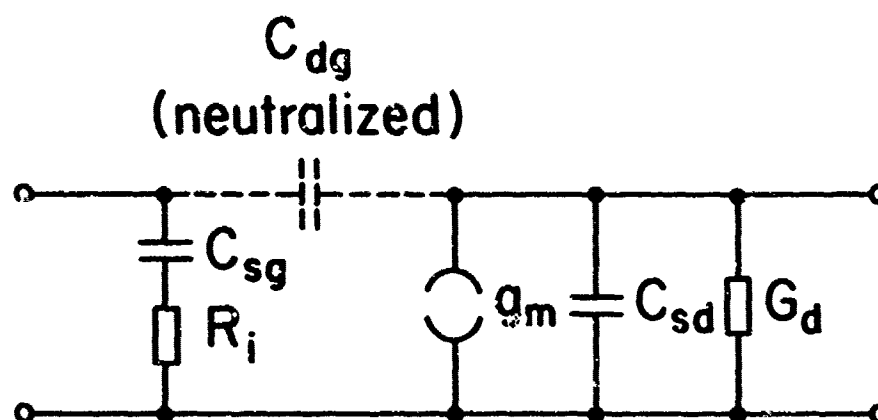 C_dg
(neutralized)
C_sg
R_i
g_m
C_sd
G_d